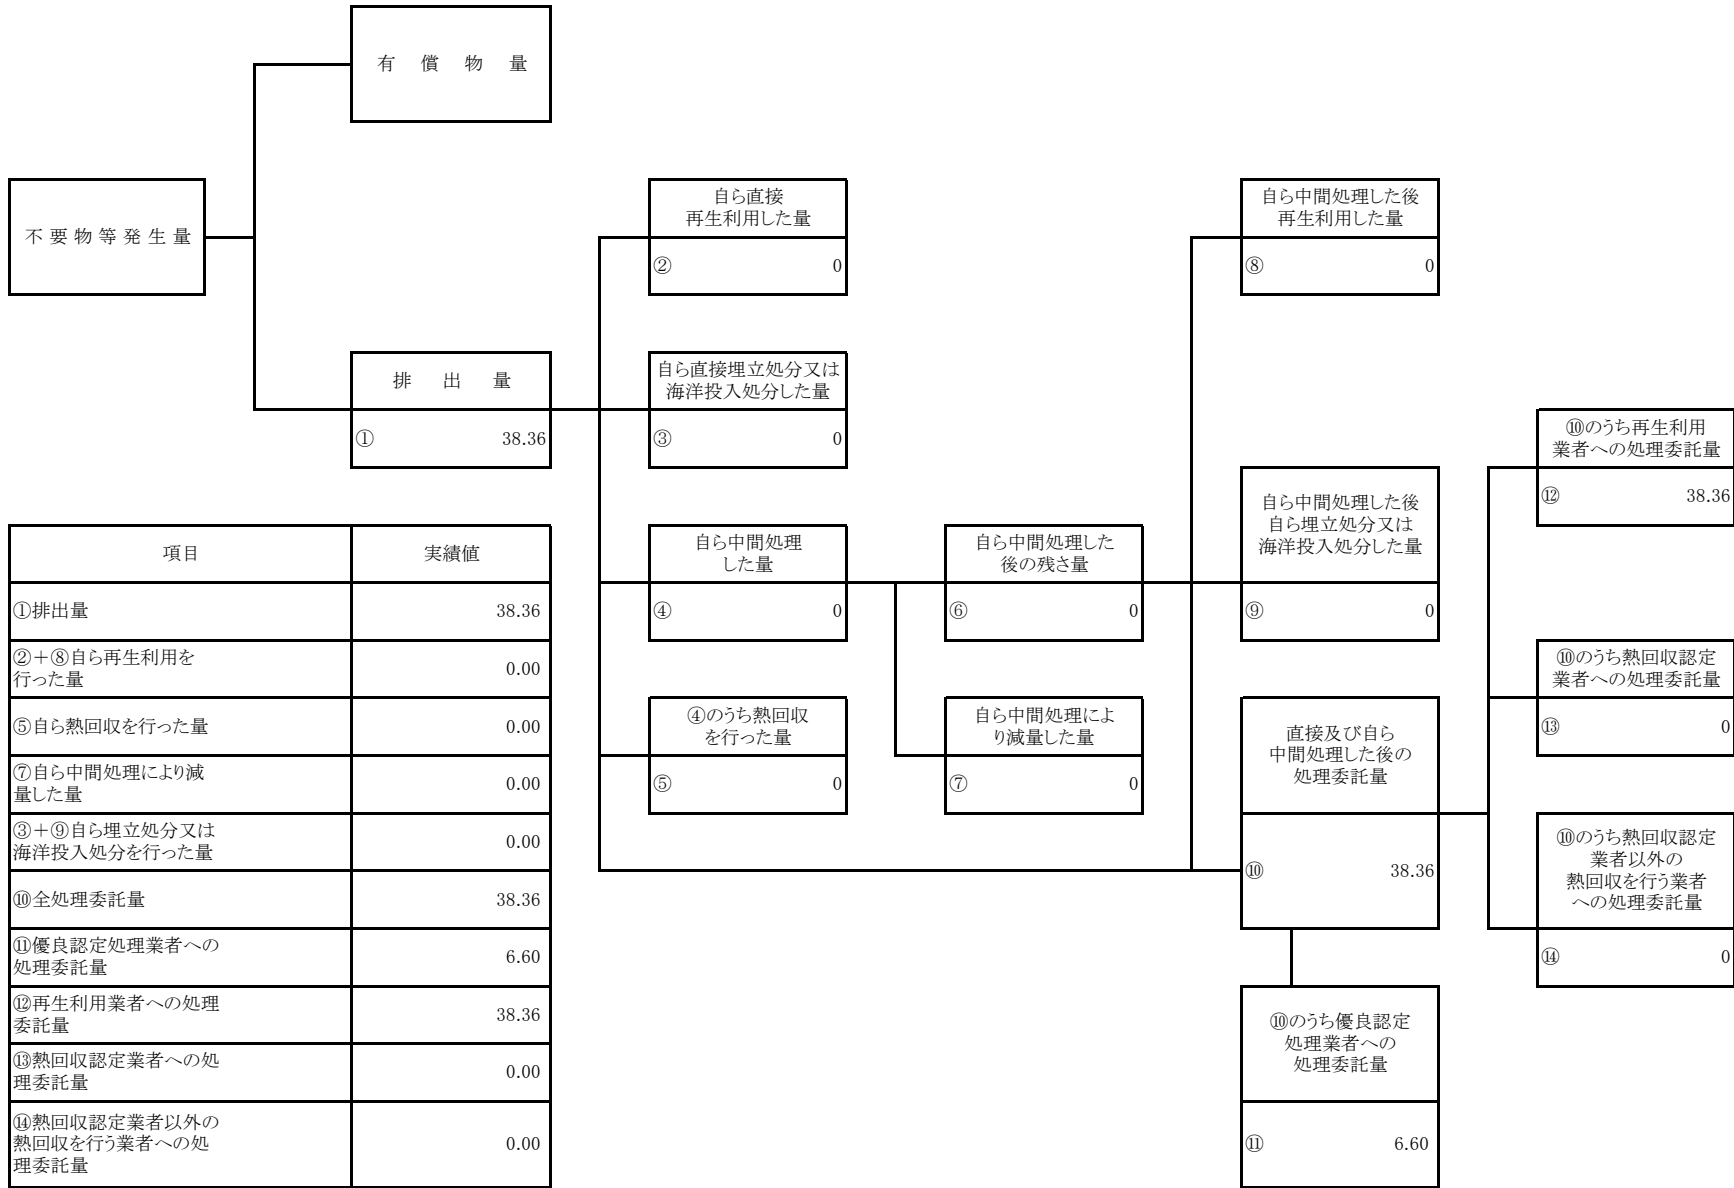 有 償 物 量
不 要 物 等 発 生 量
自ら直接
再生利用した量
② 0
自ら中間処理した後
再生利用した量
⑧ 0
排 出 量
① 38.36
自ら直接埋立処分又は
海洋投入処分した量
③ 0
⑩のうち再生利用
業者への処理委託量
⑫ 38.36
自ら中間処理した後
自ら埋立処分又は
海洋投入処分した量
⑨ 0
自ら中間処理
した量
④ 0
自ら中間処理した
後の残さ量
⑥ 0
⑩のうち熱回収認定
業者への処理委託量
⑬ 0
④のうち熱回収
を行った量
⑤ 0
自ら中間処理によ
り減量した量
⑦ 0
直接及び自ら
中間処理した後の
処理委託量
⑩ 38.36
⑩のうち熱回収認定
業者以外の
熱回収を行う業者
への処理委託量
⑭ 0
⑩のうち優良認定
処理業者への
処理委託量
⑪ 6.60
項目 実績値
①排出量 38.36
②+⑧自ら再生利用を
行った量 0.00
⑤自ら熱回収を行った量 0.00
⑦自ら中間処理により減
量した量 0.00
③+⑨自ら埋立処分又は
海洋投入処分を行った量 0.00
⑩全処理委託量 38.36
⑪優良認定処理業者への
処理委託量 6.60
⑫再生利用業者への処理
委託量 38.36
⑬熱回収認定業者への処
理委託量 0.00
⑭熱回収認定業者以外の
熱回収を行う業者への処
理委託量 0.00